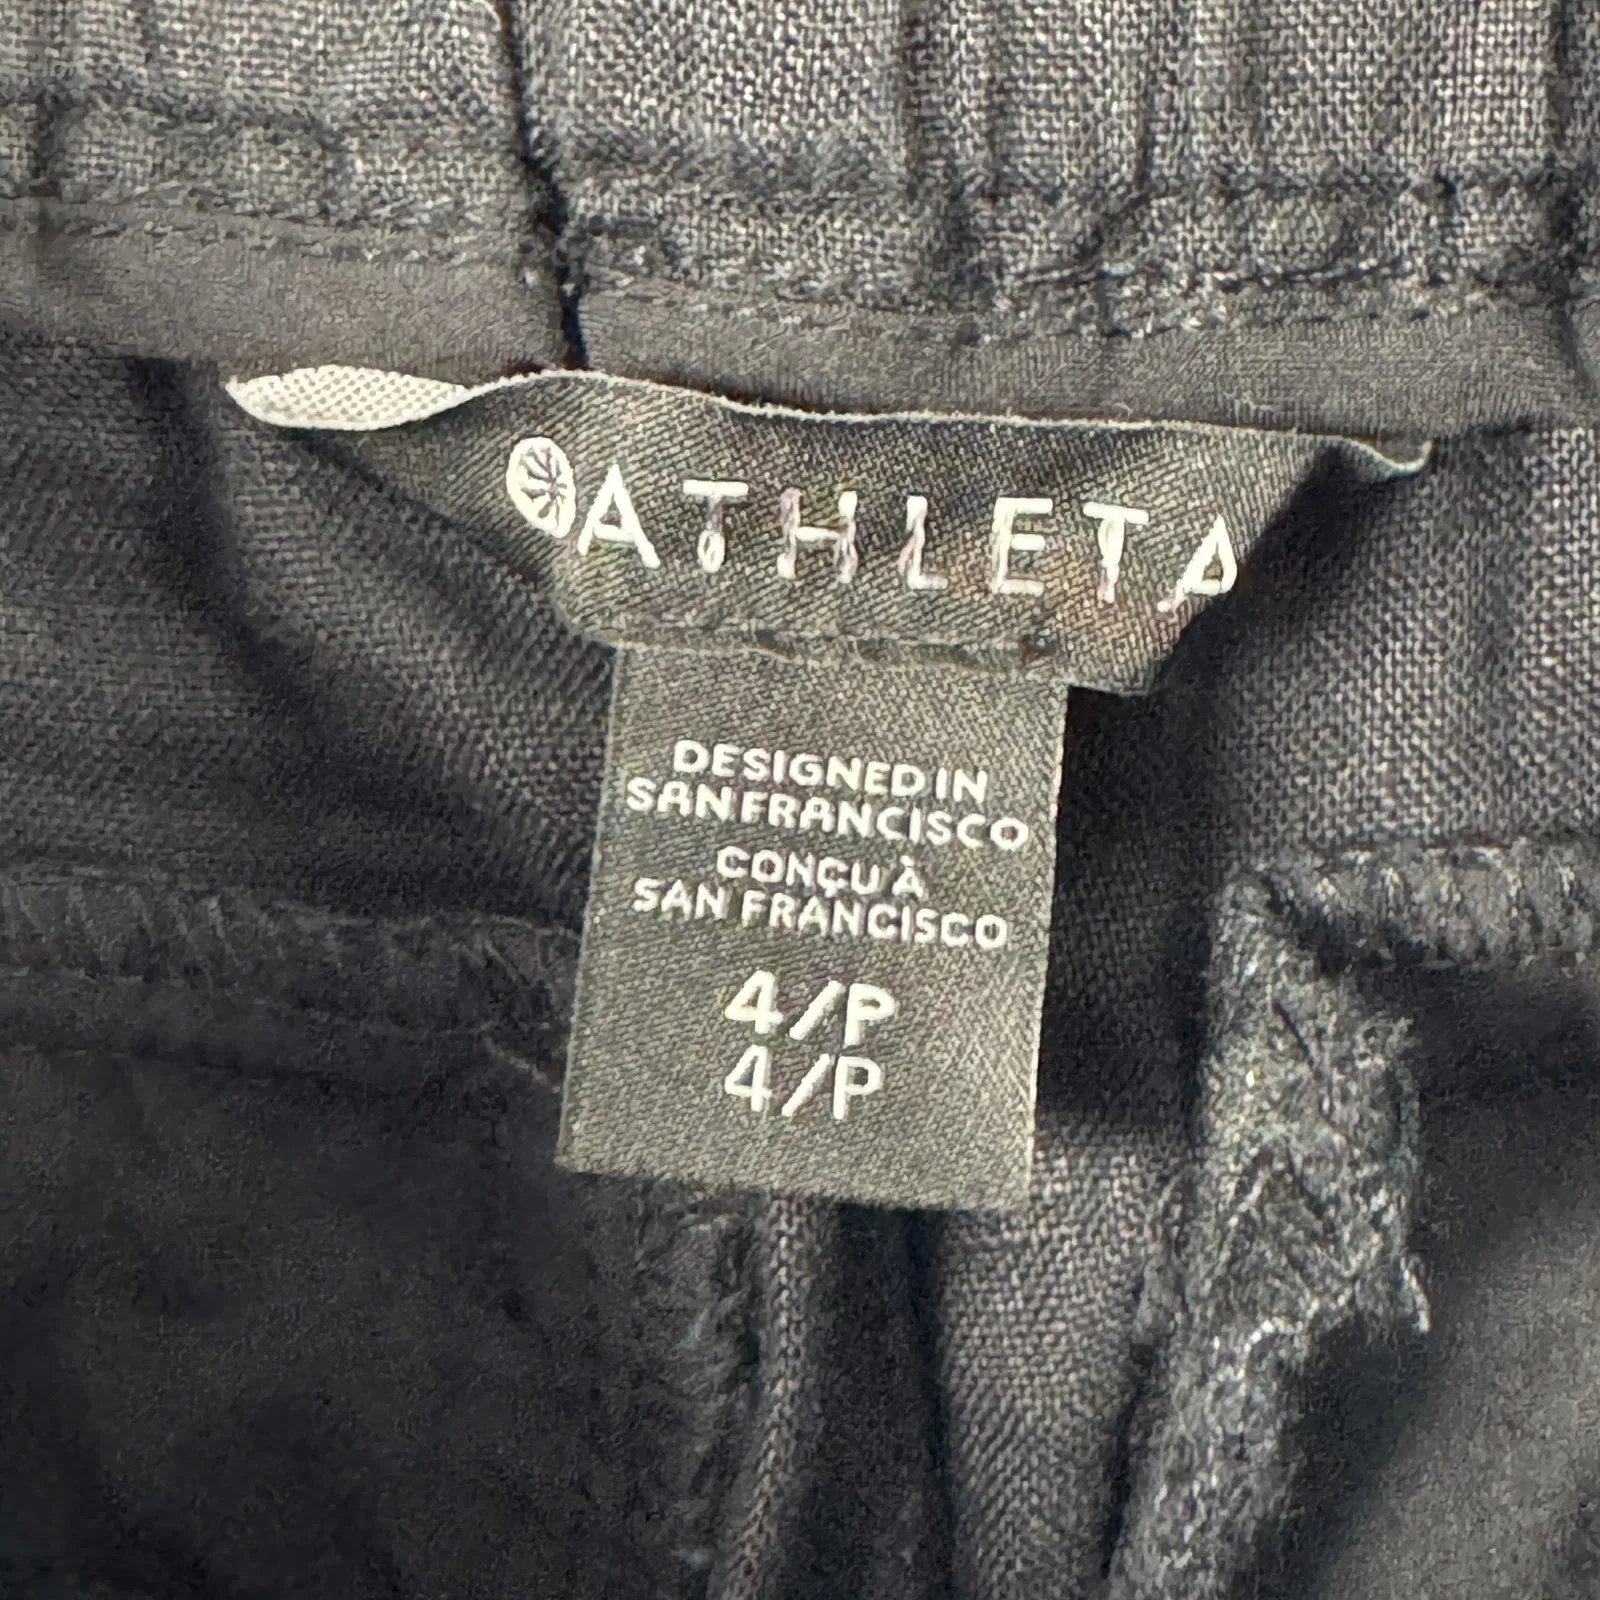 ATHLETA
DESIGNED IN
SAN FRANCISCO
CONÇU À
SAN FRANCISCO
4/P
4/P